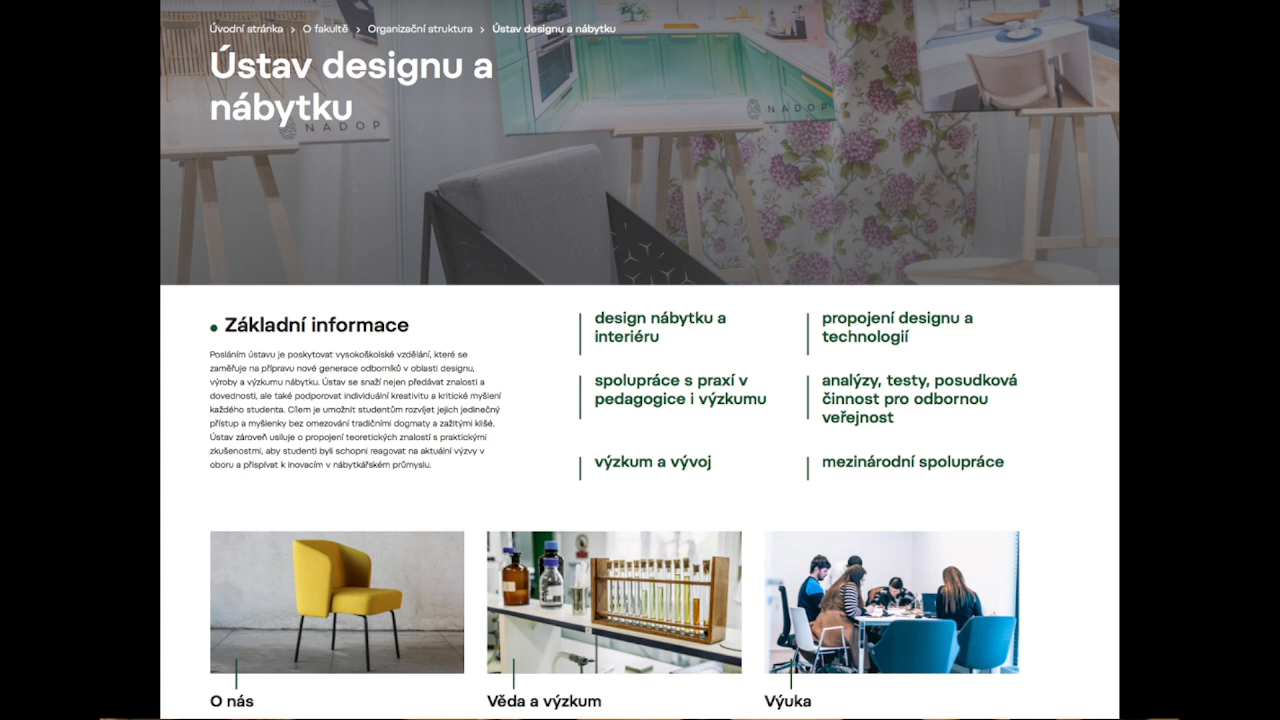 Úvodní stránka › O fakultě › Organizační struktura › Ústav designu a nábytku
Ústav designu a
nábytku
NADOP
NADOP
Základní informace
Posláním ústavu je poskytovat vysokoškolské vzdělání, které se
zaměřuje na přípravu nové generace odborníků v oblasti designu,
výroby a výzkumu nábytku. Ústav se snaží nejen předávat znalosti a
dovednosti, ale také podporovat individuální kreativitu a kritické myšlení
každého studenta. Cílem je umožnit studentům rozvíjet jejich jedinečný
přístup a myšlenky bez omezování tradičními dogmaty a zažitými klišé.
Ústav zároveň usiluje o propojení teoretických znalostí s praktickými
zkušenostmi, aby studenti byli schopni reagovat na aktuální výzvy v
oboru a přispívat k inovacím v nábytkářském průmyslu.
design nábytku a
interiéru
propojení designu a
technologií
spolupráce s praxí v
pedagogice i výzkumu
analýzy, testy, posudková
činnost pro odbornou
veřejnost
výzkum a vývoj
mezinárodní spolupráce
O nás
Věda a výzkum
Výuka